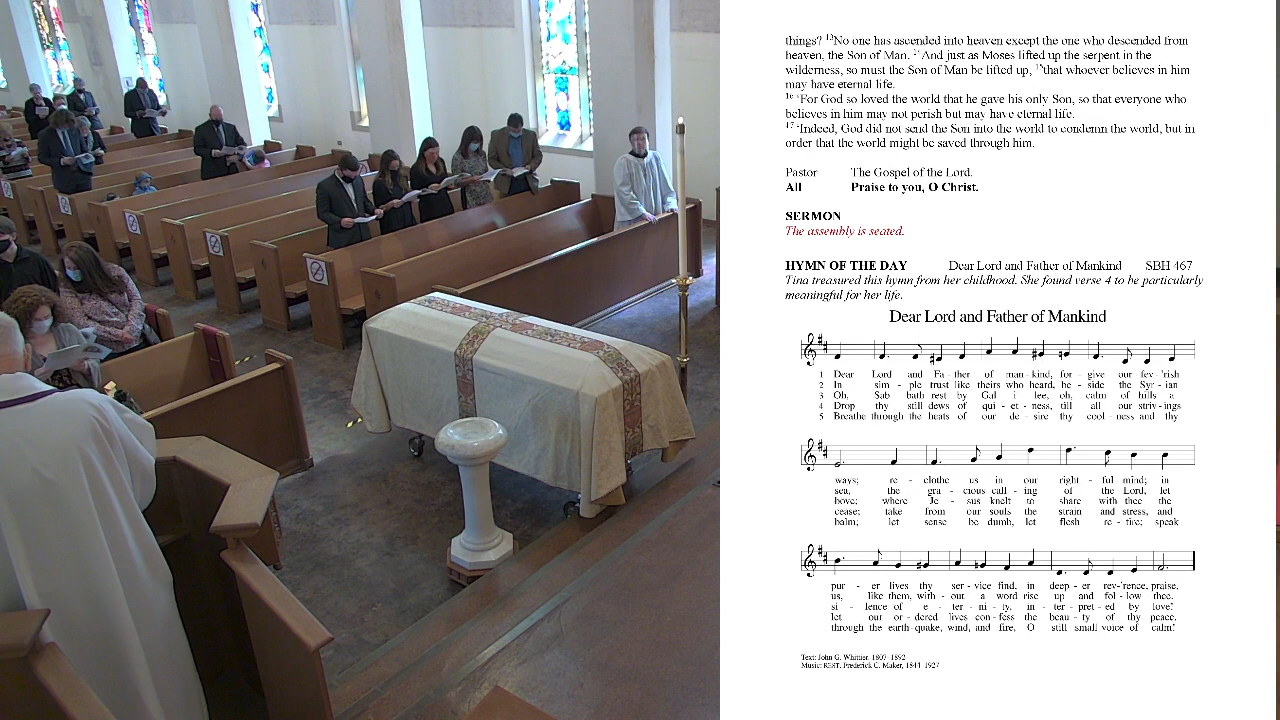 things? 13No one has ascended into heaven except the one who descended from
heaven, the Son of Man. 14And just as Moses lifted up the serpent in the
wilderness, so must the Son of Man be lifted up, 15that whoever believes in him
may have eternal life.
16 "For God so loved the world that he gave his only Son, so that everyone who
believes in him may not perish but may have eternal life.
17 "Indeed, God did not send the Son into the world to condemn the world, but in
order that the world might be saved through him.
Pastor The Gospel of the Lord.
All Praise to you, O Christ.
SERMON
The assembly is seated.
HYMN OF THE DAY Dear Lord and Father of Mankind SBH 467
Tina treasured this hymn from her childhood. She found verse 4 to be particularly
meaningful for her life.
Dear Lord and Father of Mankind
1 Dear Lord and Fa - ther of man - kind, for - give our fev - 'rish
2 In sim - ple trust like theirs who heard, be - side the Syr - ian
3 Oh, Sab bath rest by Gal i lee, oh, calm of hills a
4 Drop thy still dews of qui - et - ness, till all our striv - ings
5 Breathe through the heats of our de - sire thy cool - ness and thy
ways; re - clothe us in our right - ful mind; in
sea, the gra - cious call - ing of the Lord, let
bove; where Je - sus knelt to share with thee the
cease; take from our souls the strain and stress, and
balm; let sense be dumb, let flesh re - tire; speak
pur - er lives thy ser - vice find, in deep - er rev - 'rence, praise.
us, like them, with - out a word rise up and fol - low thee.
si - lence of e - ter - ni - ty, in - ter - pret - ed by love!
let our or - dered lives con - fess the beau - ty of thy peace.
through the earth - quake, wind, and fire, O still small voice of calm!
Text: John G. Whittier, 1807-1892
Music: REST, Frederick C. Maker, 1844-1927